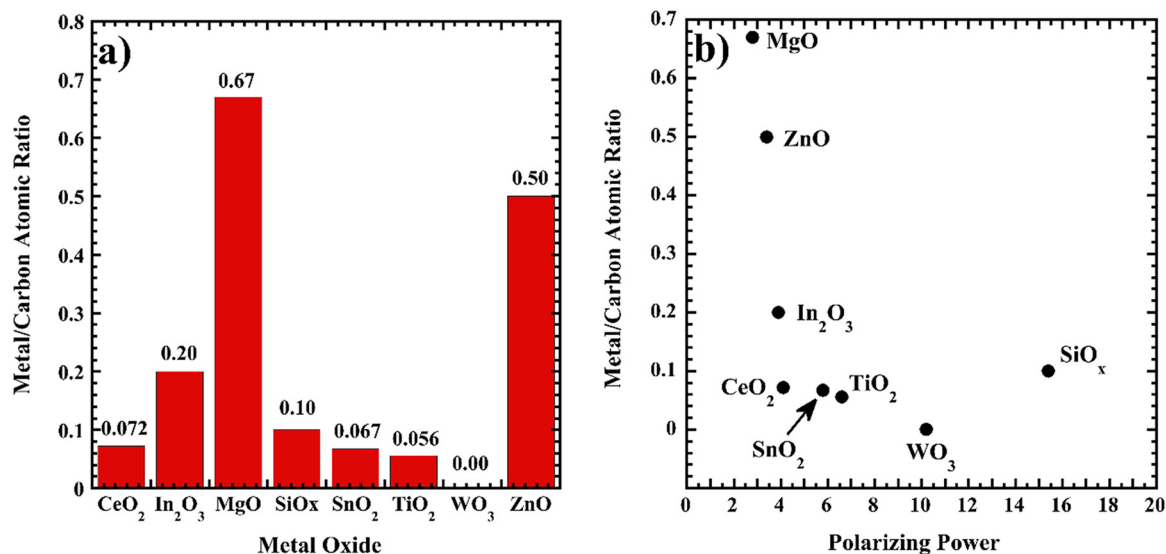 a)
0.8
0.7
0.6
0.5
0.4
0.3
0.2
0.1
0
Metal/Carbon Atomic Ratio
0.072
0.20
0.67
0.10
0.067
0.056
0.00
0.50
CeO₂ In₂O₃ MgO SiOx SnO₂ TiO₂ WO₃ ZnO
Metal Oxide
b)
0.7
0.6
0.5
0.4
0.3
0.2
0.1
0
Metal/Carbon Atomic Ratio
MgO
ZnO
In₂O₃
SiOₓ
CeO₂
TiO₂
SnO₂
WO₃
0 2 4 6 8 10 12 14 16 18 20
Polarizing Power